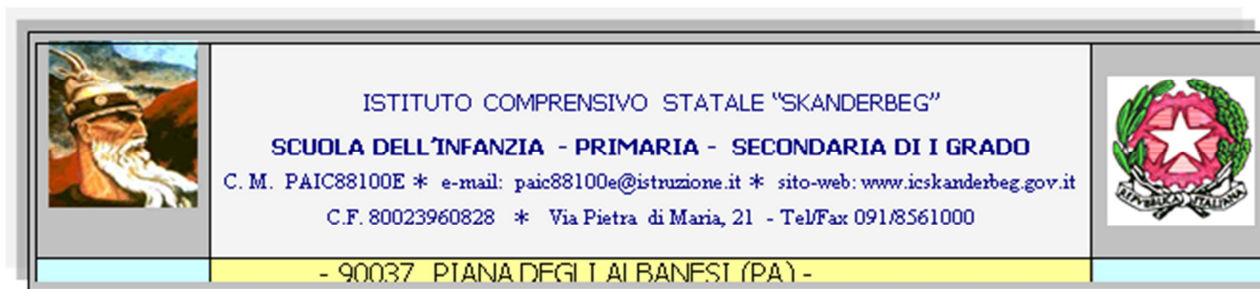 ISTITUTO COMPRENSIVO STATALE "SKANDERBEG"
SCUOLA DELL'INFANZIA - PRIMARIA - SECONDARIA DI I GRADO
C. M. PAIC88100E * e-mail: paic88100e@istruzione.it * sito-web: www.icskanderbeg.gov.it
C.F. 80023960828 * Via Pietra di Maria, 21 - Tel/Fax 091/8561000
- 90037 PIANA DEGLI ALBANESI (PA) -
REPVBBLICA ITALIANA